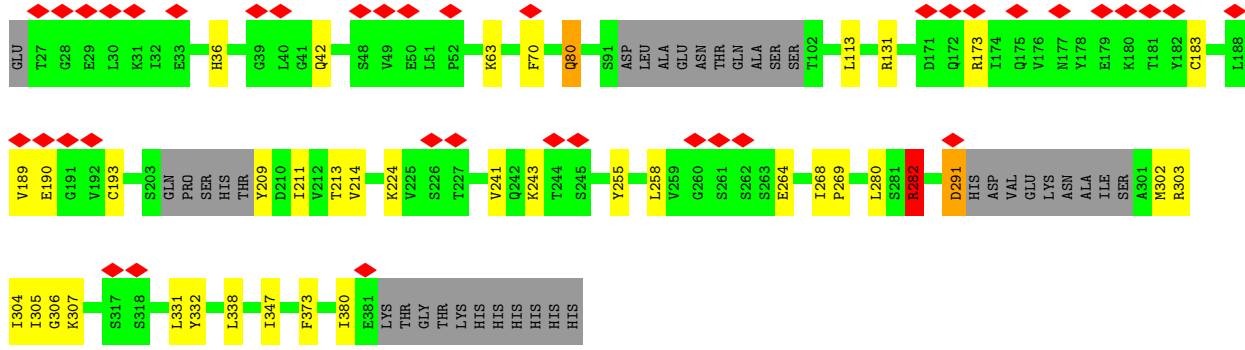 GLU T27 G28 E29 L30 K31 I32 E33 H36 G39 L40 G41 Q42 S48 V49 E50 L51 P52 K63 F70 Q80 S91 ASP LEU ALA GLU ASN THR GLN ALA SER SER T102 L113 R131 D171 Q172 R173 I174 Q175 V176 N177 Y178 E179 K180 T181 Y182 C183 L188
V189 E190 G191 V192 C193 S203 GLN PRO SER HIS THR Y209 D210 I211 V212 T213 V214 K224 V225 S226 T227 V241 Q242 K243 T244 S245 Y255 L258 V259 G260 S261 S262 S263 E264 I268 P269 L280 S281 R282 D291 HIS ASP VAL GLU LYS ASN ALA ILE SER A301 M302 R303
I304 I305 G306 K307 S317 S318 L331 Y332 L338 I347 F373 I380 E381 LYS THR GLY THR LYS HIS HIS HIS HIS HIS HIS